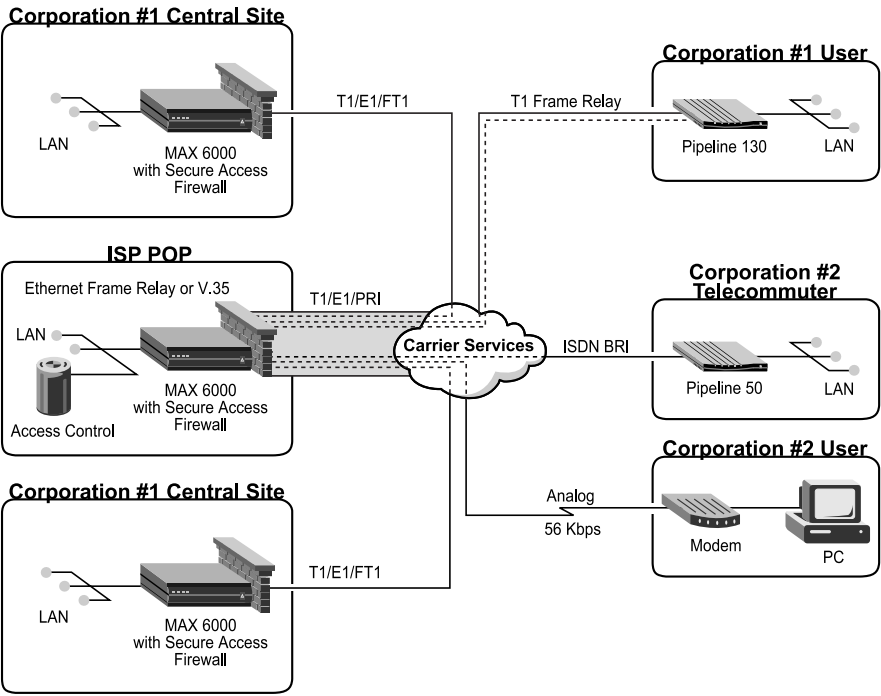 Corporation #1 Central Site
LAN
MAX 6000
with Secure Access
Firewall
T1/E1/FT1
T1 Frame Relay
Corporation #1 User
Pipeline 130
LAN
ISP POP
Ethernet Frame Relay or V.35
LAN
Access Control
MAX 6000
with Secure Access
Firewall
T1/E1/PRI
Carrier Services
ISDN BRI
Corporation #2
Telecommuter
Pipeline 50
LAN
Corporation #1 Central Site
LAN
MAX 6000
with Secure Access
Firewall
T1/E1/FT1
Analog
56 Kbps
Corporation #2 User
Modem
PC